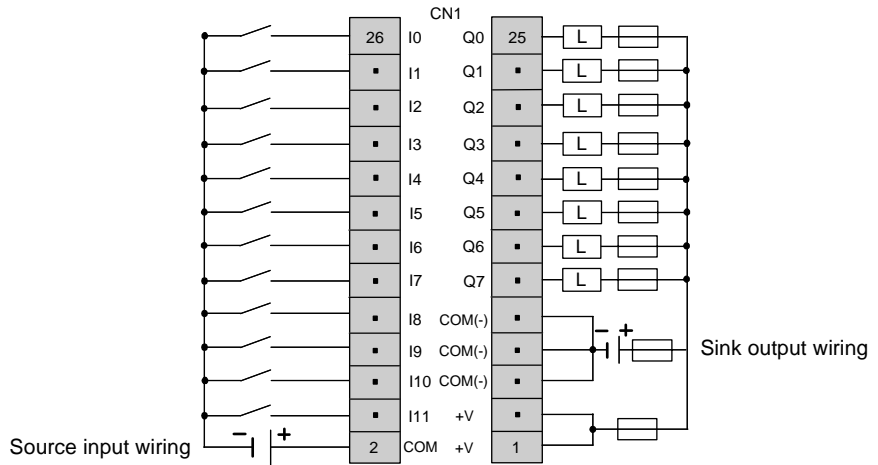 CN1
26 I0 Q0 25 L
I1 Q1 L
I2 Q2 L
I3 Q3 L
I4 Q4 L
I5 Q5 L
I6 Q6 L
I7 Q7 L
I8 COM(-) - +
I9 COM(-) Sink output wiring
I10 COM(-)
I11 +V
Source input wiring - + 2 COM +V 1